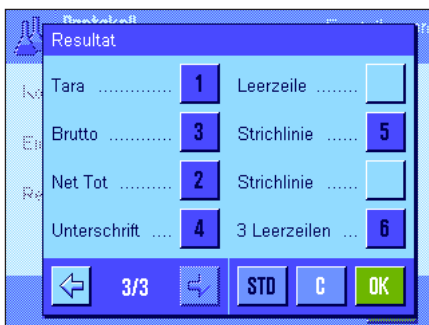 Protokoll
Resultat
Tara ............. 1
Leerzeile ........
Brutto ........... 3
Strichlinie ...... 5
Net Tot .......... 2
Strichlinie ......
Unterschrift .... 4
3 Leerzeilen ... 6
3/3
STD
C
OK